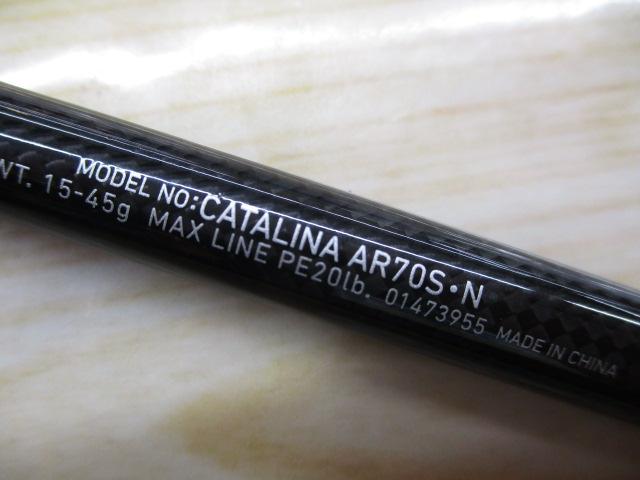 MODEL NO:CATALINA AR70S・N
WT. 15-45g MAX LINE PE20lb. 01473955 MADE IN CHINA